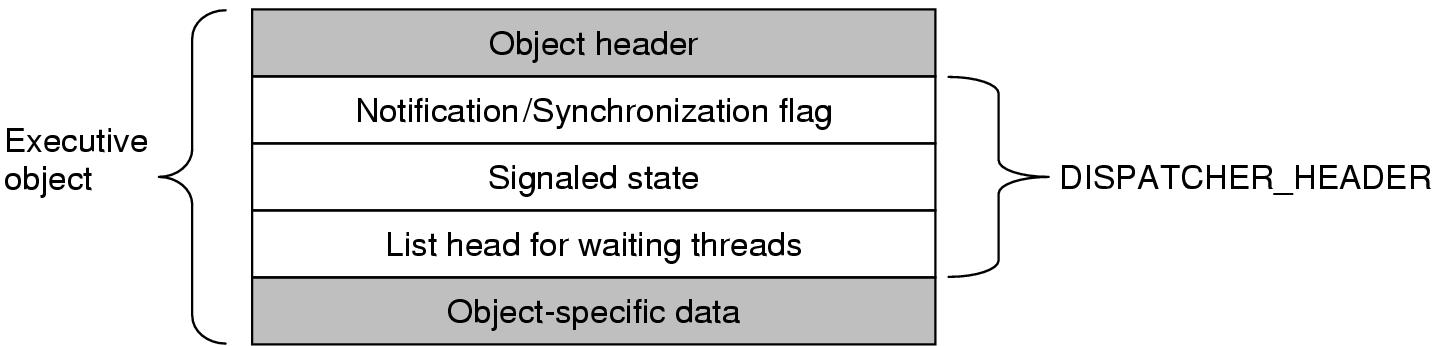 Object header
Notification/Synchronization flag
Executive
object
Signaled state
DISPATCHER_HEADER
List head for waiting threads
Object-specific data